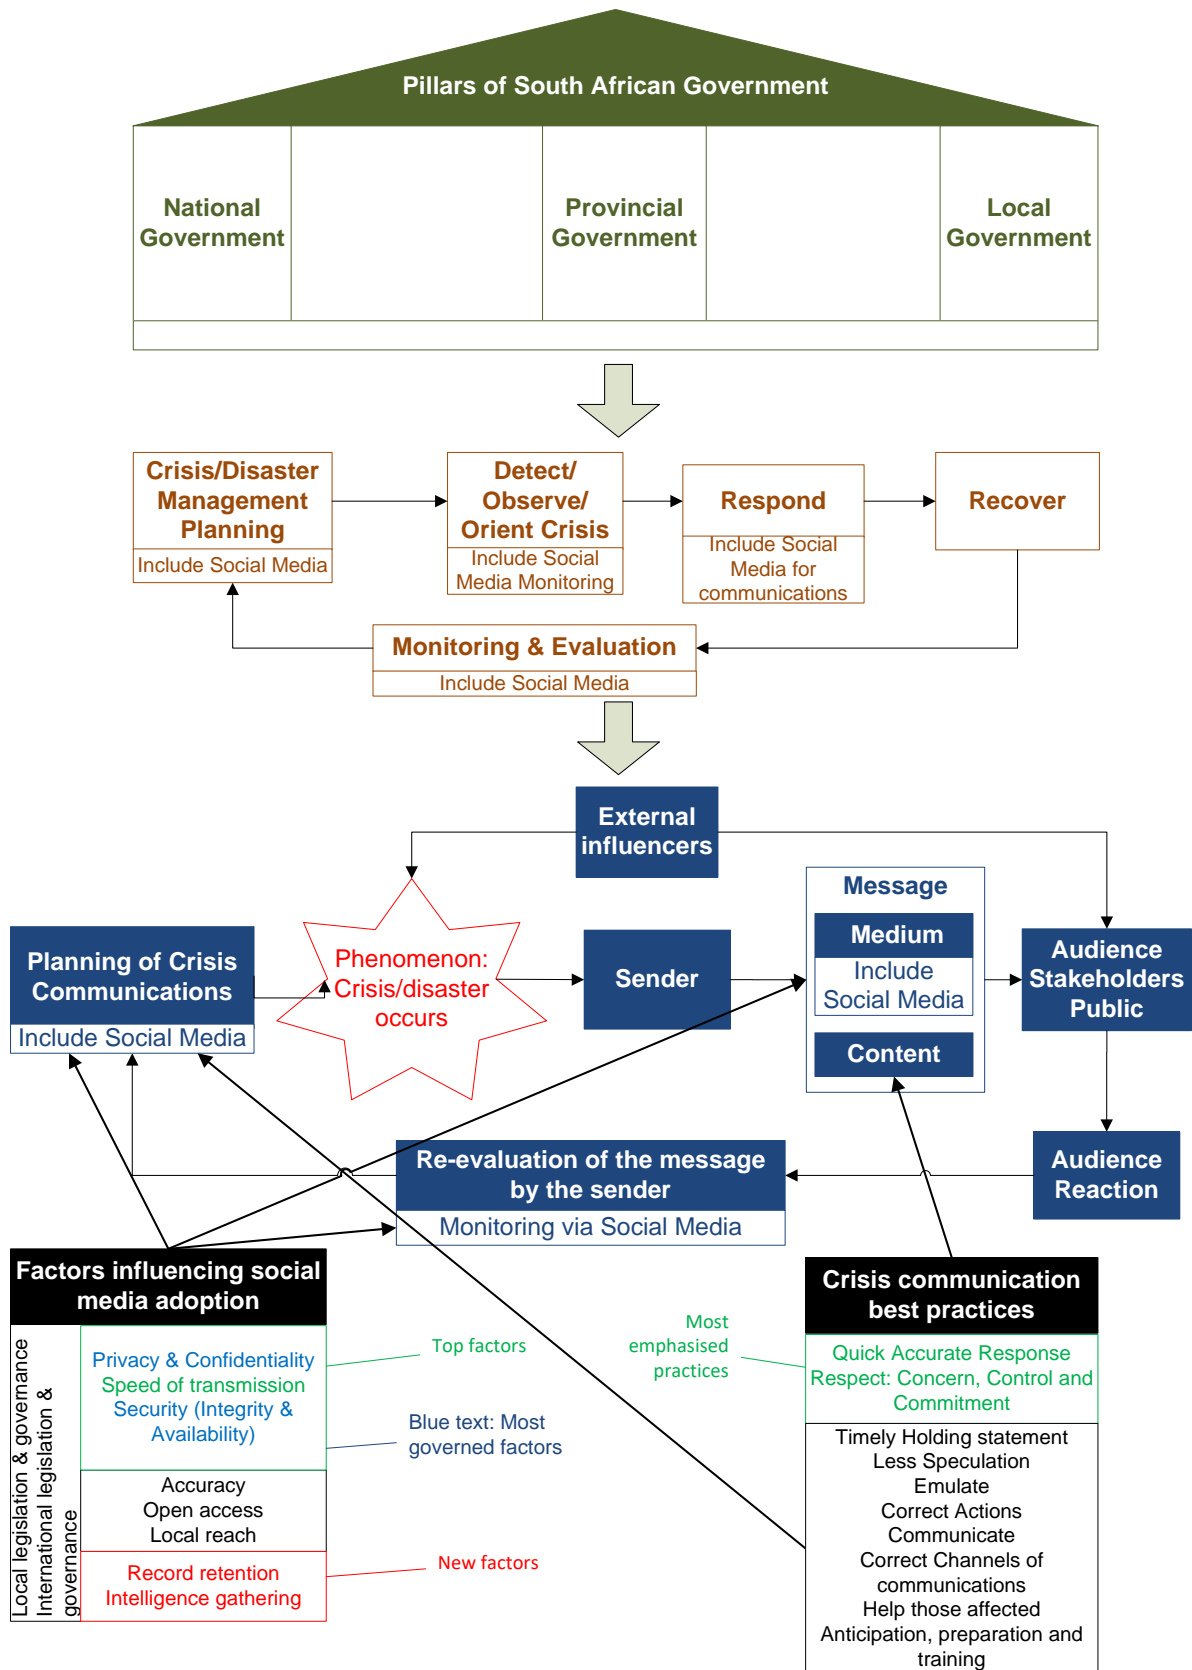 Pillars of South African Government
National
Government
Provincial
Government
Local
Government
Crisis/Disaster
Management
Planning
Include Social Media
Detect/
Observe/
Orient Crisis
Include Social
Media Monitoring
Respond
Include Social
Media for
communications
Recover
Monitoring & Evaluation
Include Social Media
External
influencers
Planning of Crisis
Communications
Include Social Media
Phenomenon:
Crisis/disaster
occurs
Sender
Message
Medium
Include
Social Media
Content
Audience
Stakeholders
Public
Audience
Reaction
Re-evaluation of the message
by the sender
Monitoring via Social Media
Factors influencing social
media adoption
Local legislation & governance
International legislation &
governance
Privacy & Confidentiality
Speed of transmission
Security (Integrity &
Availability)
Accuracy
Open access
Local reach
Record retention
Intelligence gathering
Top factors
Blue text: Most
governed factors
New factors
Most
emphasised
practices
Crisis communication
best practices
Quick Accurate Response
Respect: Concern, Control and
Commitment
Timely Holding statement
Less Speculation
Emulate
Correct Actions
Communicate
Correct Channels of
communications
Help those affected
Anticipation, preparation and
training